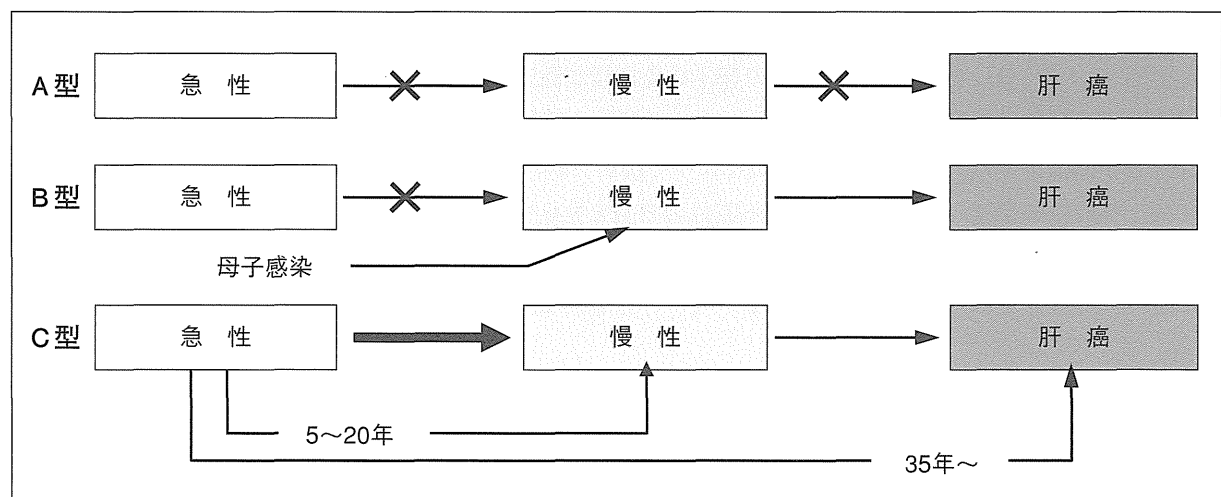 A型 急性 慢性 肝癌
B型 急性 慢性 肝癌
母子感染
C型 急性 慢性 肝癌
5〜20年
35年〜